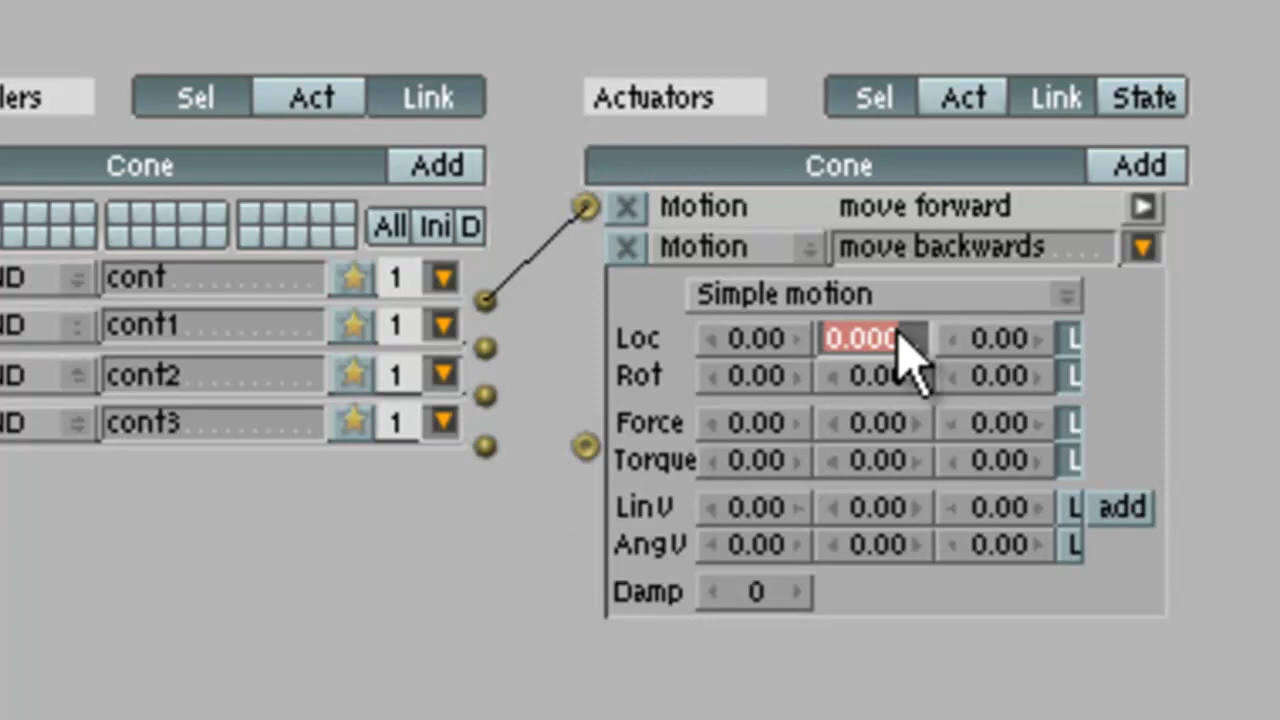 lers Sel Act Link Actuators Sel Act Link State
Cone Add Cone Add
All Ini D Motion move forward
Motion move backwards
ND cont 1
ND cont1 1
ND cont2 1
ND cont3 1
Simple motion
Loc 0.00 0.000 0.00 L
Rot 0.00 0.00 0.00 L
Force 0.00 0.00 0.00 L
Torque 0.00 0.00 0.00 L
Lin V 0.00 0.00 0.00 L add
Ang V 0.00 0.00 0.00 L
Damp 0